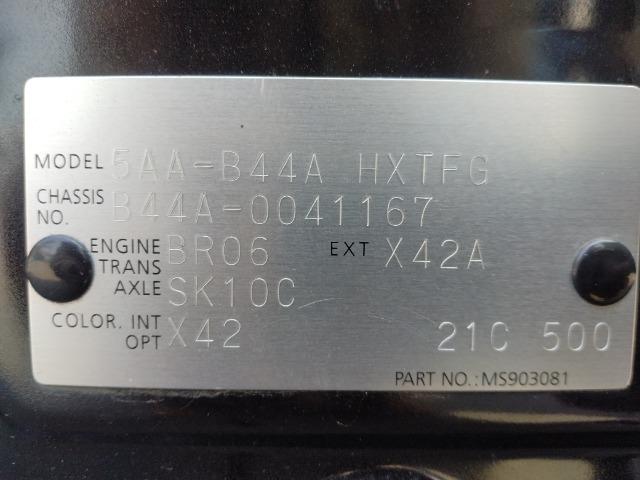 MODEL 5AA-B44A HXTFG
CHASSIS NO. B44A-0041167
ENGINE BR06 EXT X42A
TRANS AXLE SK10C
COLOR. INT OPT X42 21C 500
PART NO.:MS903081